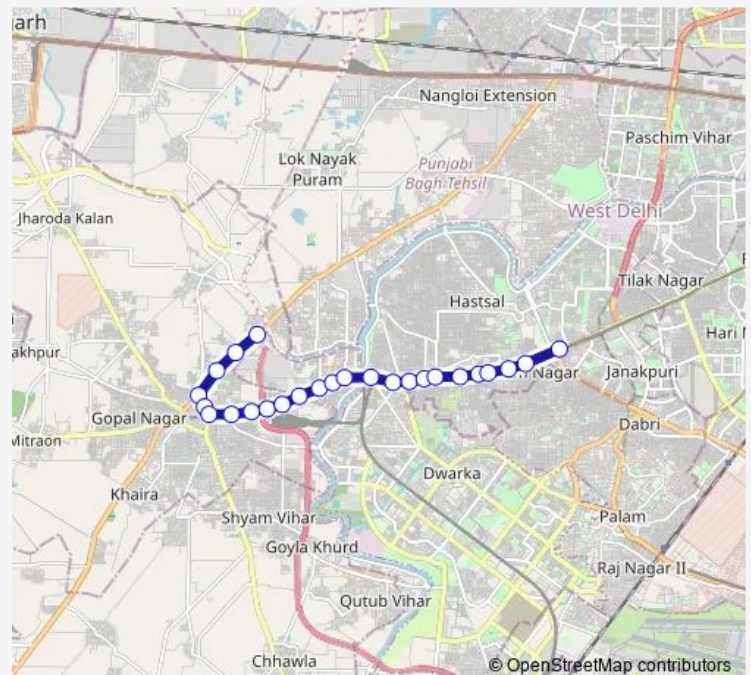 arh
Nangloi Extension
Paschim Vihar
Lok Nayak
Puram
Punjabi
Bagh Tehsil
West Delhi
Jharoda Kalan
Tilak Nagar
Hastsal
Hari N
akhpur
Nagar
Janakpuri
Gopal Nagar
Dabri
Mitraon
Dwarka
Khaira
Palam
Shyam Vihar
Goyla Khurd
Raj Nagar II
Qutub Vihar
Chhawla
© OpenStreetMap contributors